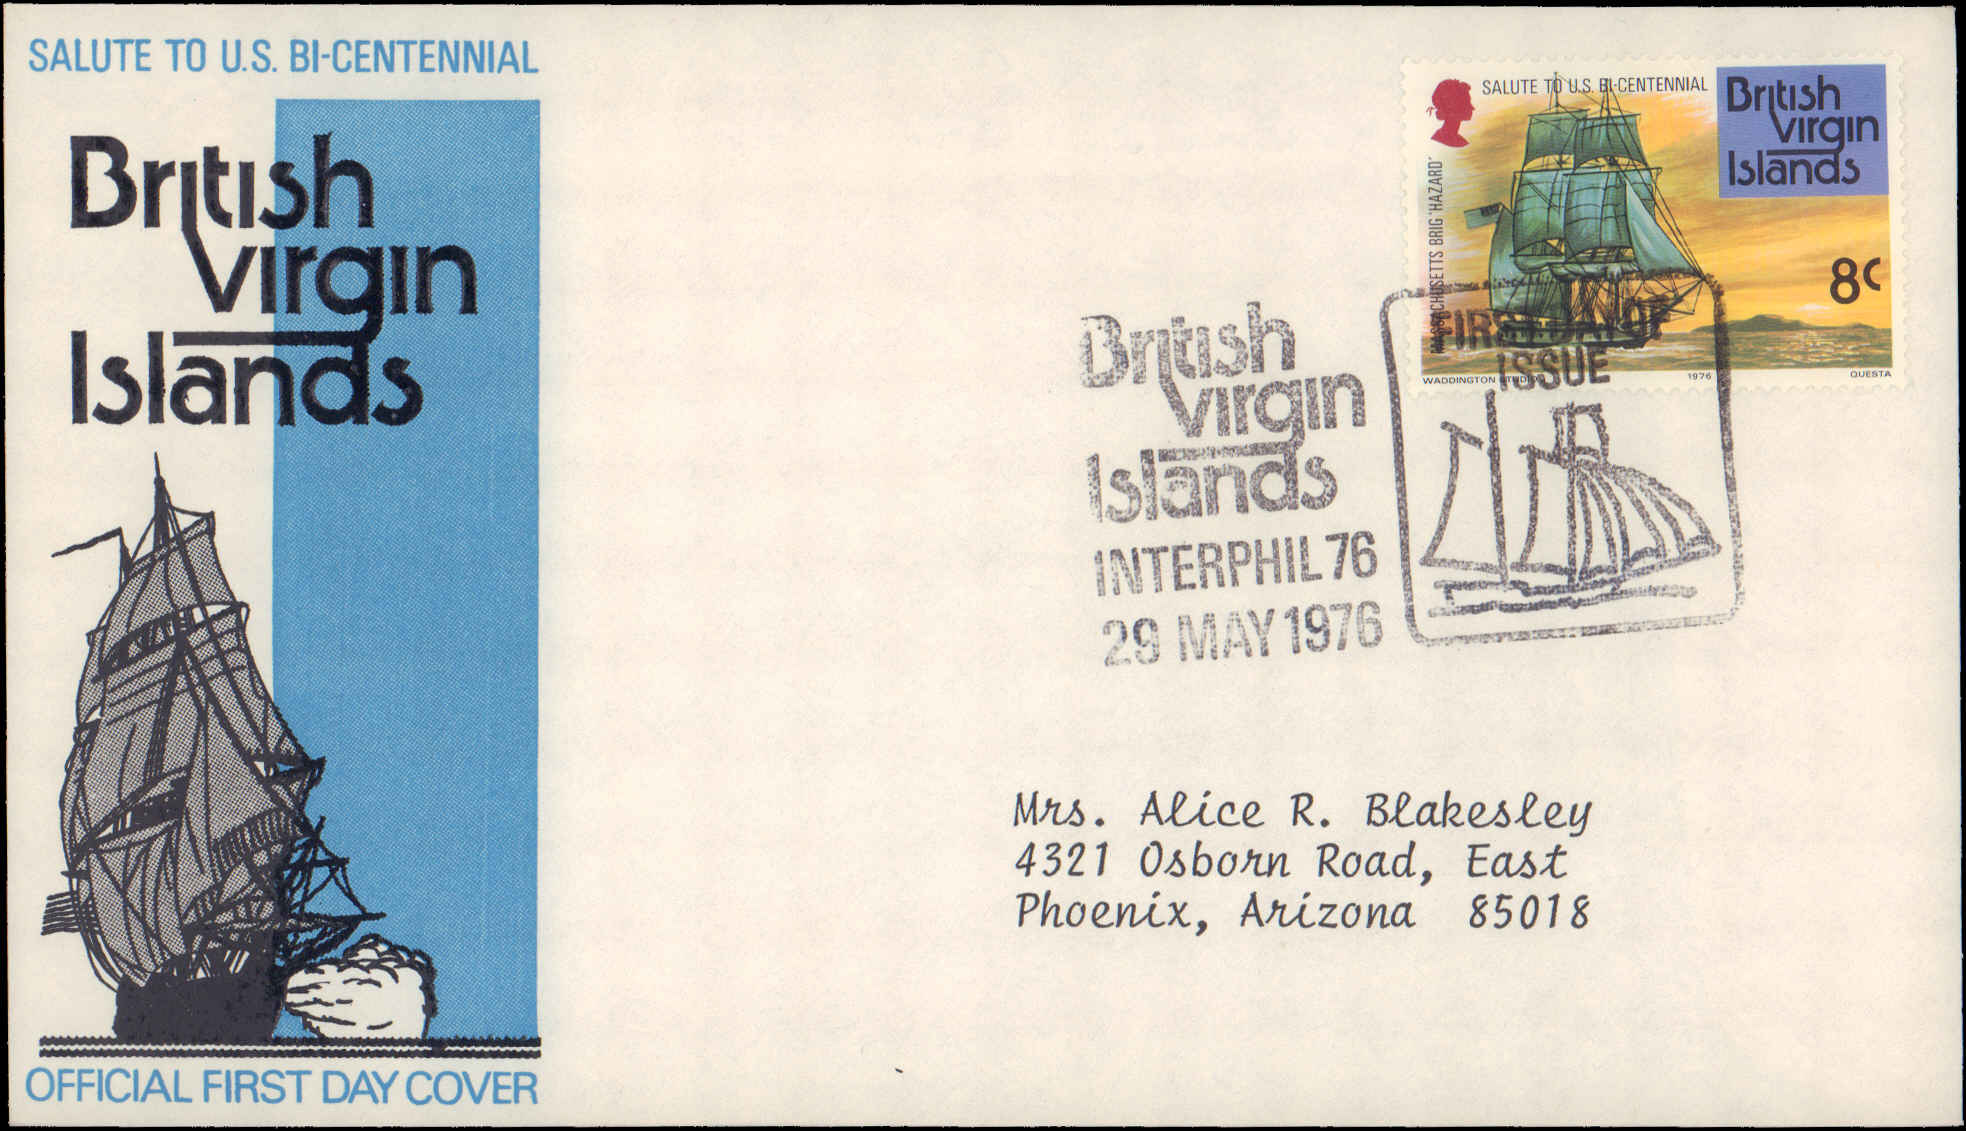 SALUTE TO U.S. BI-CENTENNIAL
British
Virgin
Islands
OFFICIAL FIRST DAY COVER
SALUTE TO U.S. BI-CENTENNIAL
British
Virgin
Islands
MASSACHUSETTS BRIG 'HAZARD'
8c
WADDINGTON STUDIOS
1976
QUESTA
British
Virgin
Islands
INTERPHIL 76
29 MAY 1976
FIRST DAY OF
ISSUE
Mrs. Alice R. Blakesley
4321 Osborn Road, East
Phoenix, Arizona 85018